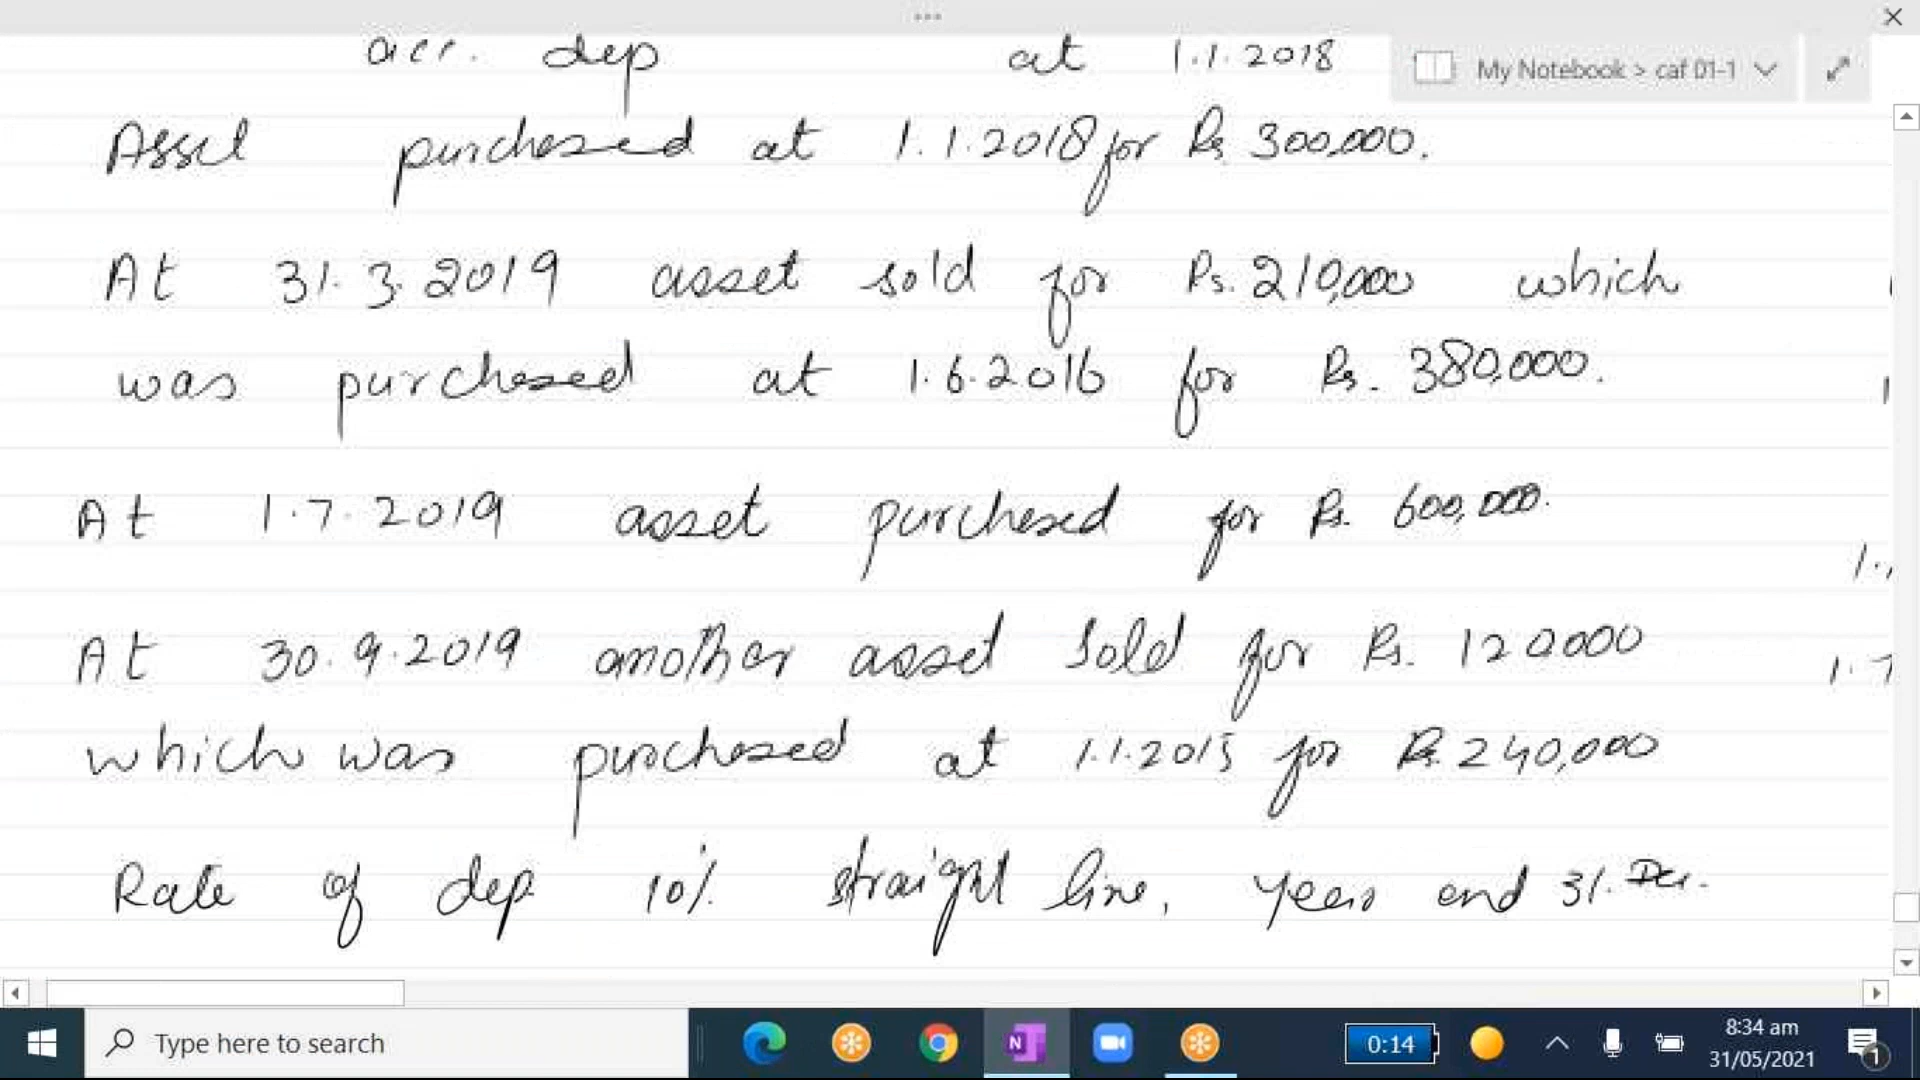 acc. dep at 1.1.2018
My Notebook > caf 01-1
Asset purchased at 1.1.2018 for Rs 300,000.
At 31.3.2019 asset sold for Rs. 210,000 which
was purchased at 1.6.2016 for Rs. 380,000.
At 1.7.2019 asset purchased for Rs. 600,000.
At 30.9.2019 another asset sold for Rs. 120000
which was purchased at 1.1.2015 for Rs. 240,000
Rate of dep 10% straight line, year end 31. Dec.
Type here to search
0:14
8:34 am
31/05/2021
1